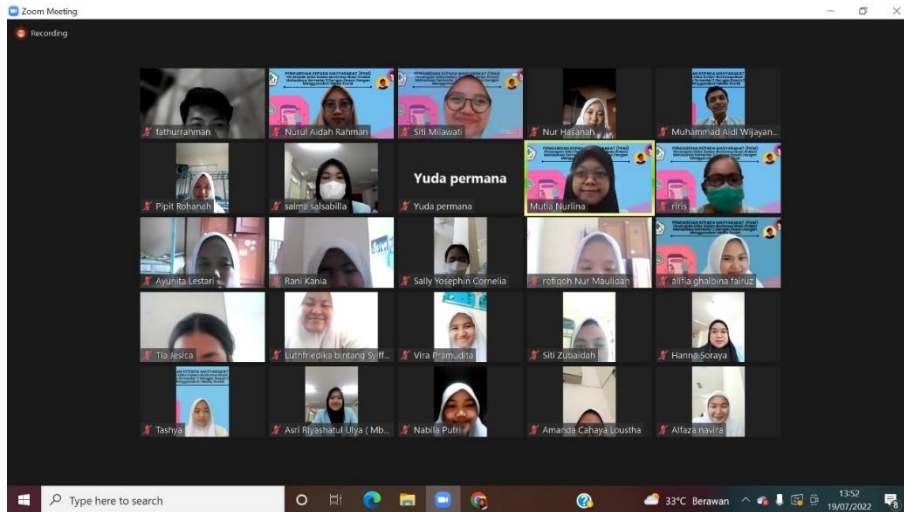 Zoom Meeting
Recording
fathurrahman
Nurul Aidah Rahman
Siti Milawati
Nur Hasanah
Muhammad Aldi Wijayan...
Pipit Rohanah
salma salsabilla
Yuda permana
Yuda permana
Mutia Nurlina
riris
Ayunita Lestari
Rani Kania
Sally Yosephin Cornelia
rofiqoh Nur Maulidan
alifia ghalbina fairuz
Tia Jesica
Luthfriedika bintang Syiff...
Vira Pramudita
Siti Zubaidah
Hanna Soraya
Tashya
Asri RIyashatul Ulya ( Mb...
Nabila Putri
Amanda Cahaya Loustha
Alfaza navira
PENGABDIAN KEPADA MASYARAKAT (PKM)
Type here to search
33°C Berawan
13:52
19/07/2022